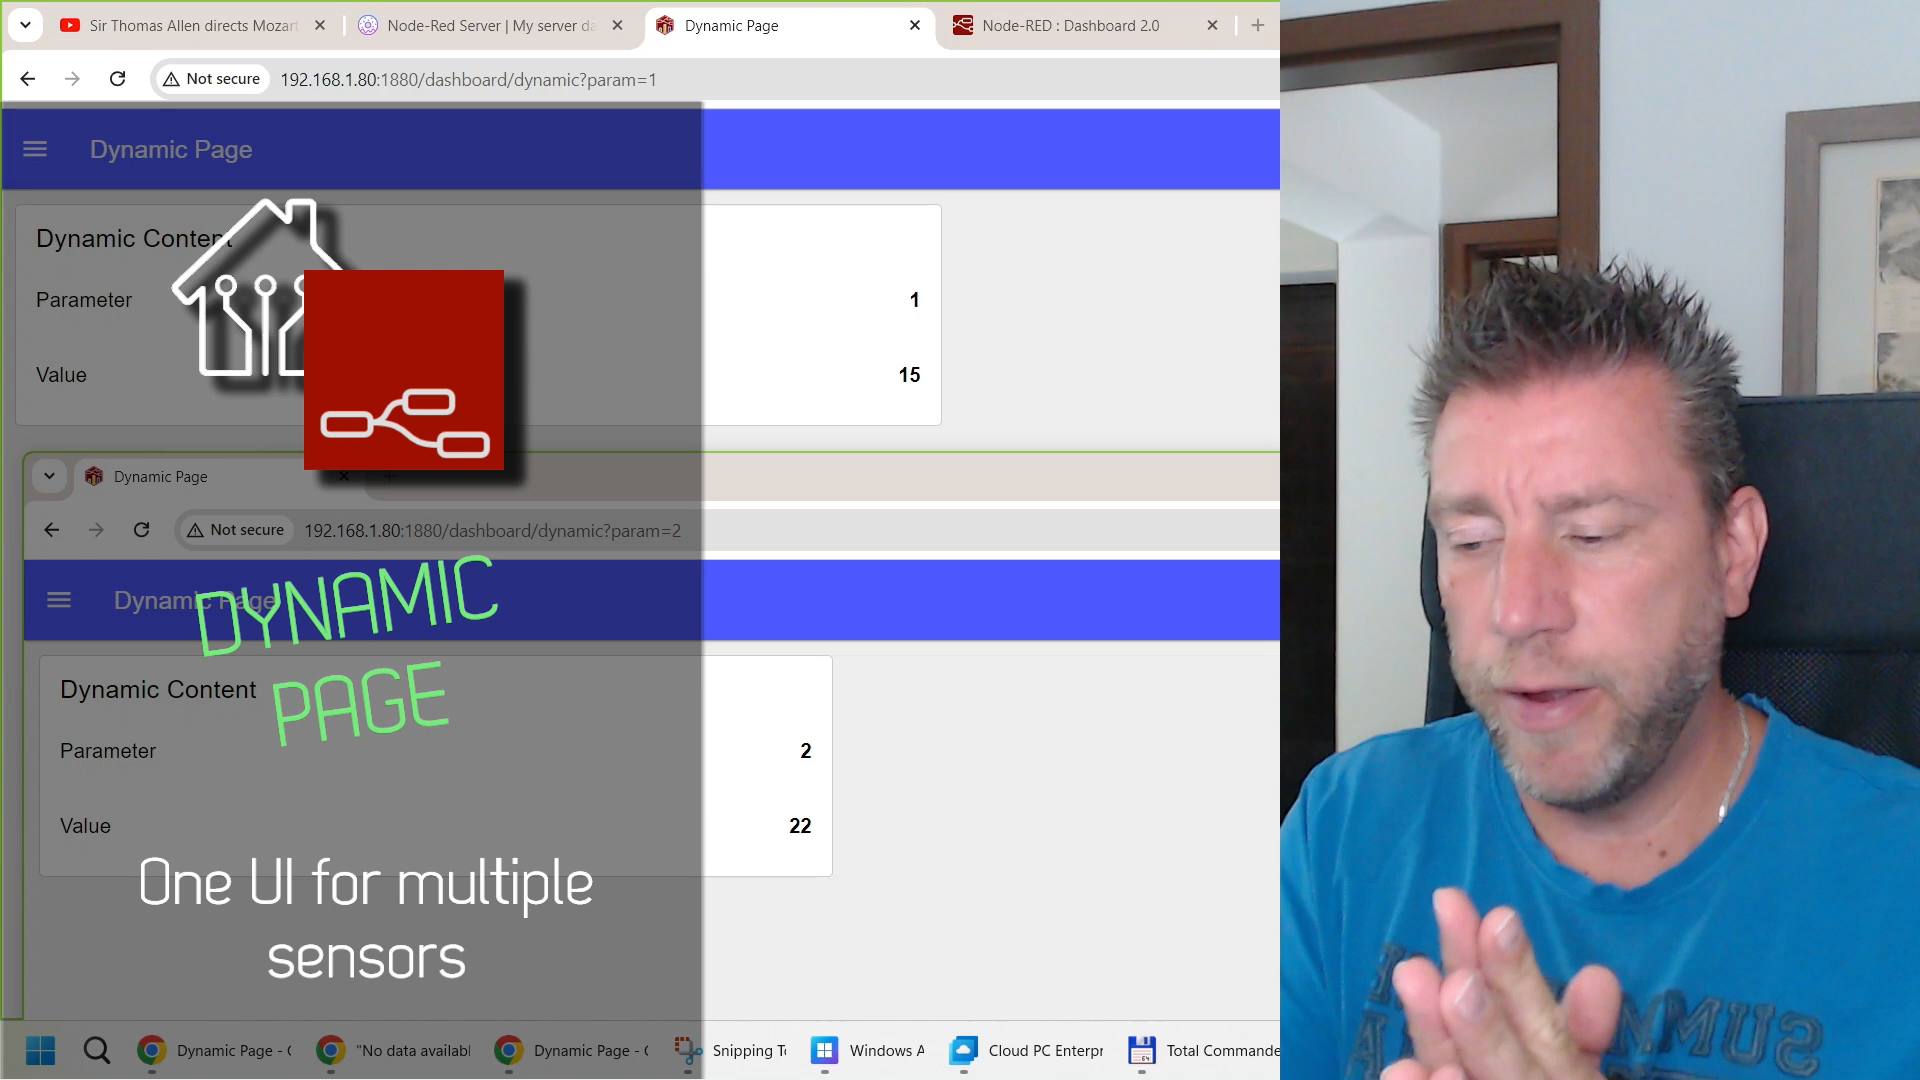 Sir Thomas Allen directs Mozart
Node-Red Server | My server da
Dynamic Page
Node-RED : Dashboard 2.0
Not secure
192.168.1.80:1880/dashboard/dynamic?param=1
Dynamic Page
Dynamic Content
Parameter
1
Value
15
Dynamic Page
Not secure
192.168.1.80:1880/dashboard/dynamic?param=2
Dynamic Page
DYNAMIC
PAGE
Dynamic Content
Parameter
2
Value
22
One UI for multiple
sensors
Dynamic Page - (
"No data availabl
Dynamic Page - (
Snipping To
Windows A
Cloud PC Enterpr
64
Total Commande